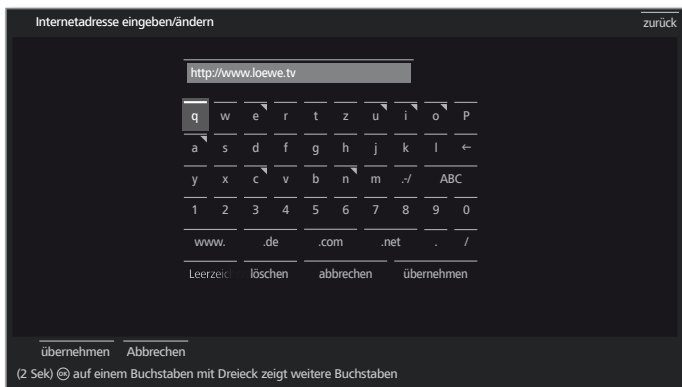 Internetadresse eingeben/ändern zurück
http://www.loewe.tv
q w e r t z u i o P
a s d f g h j k l ←
y x c v b n m .-/ ABC
1 2 3 4 5 6 7 8 9 0
www. .de .com .net . /
Leerzeich löschen abbrechen übernehmen
übernehmen Abbrechen
(2 Sek) OK auf einem Buchstaben mit Dreieck zeigt weitere Buchstaben